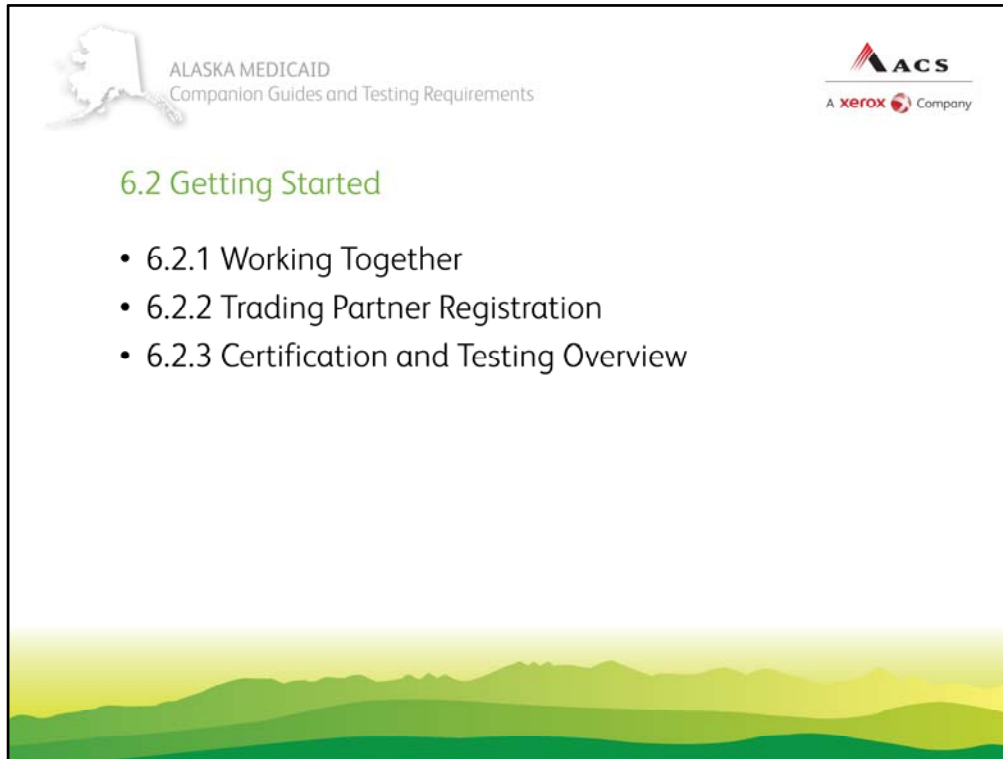 ALASKA MEDICAID
Companion Guides and Testing Requirements
ACS
A xerox Company
6.2 Getting Started
• 6.2.1 Working Together
• 6.2.2 Trading Partner Registration
• 6.2.3 Certification and Testing Overview